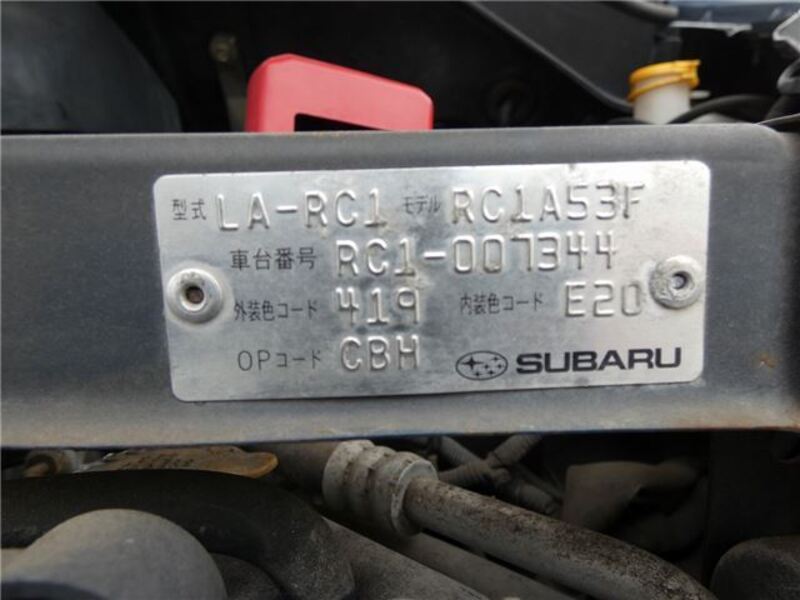 型式 LA-RC1 モデル RC1A53F
車台番号 RC1-007344
外装色コード 419 内装色コード E20
OPコード CBH SUBARU